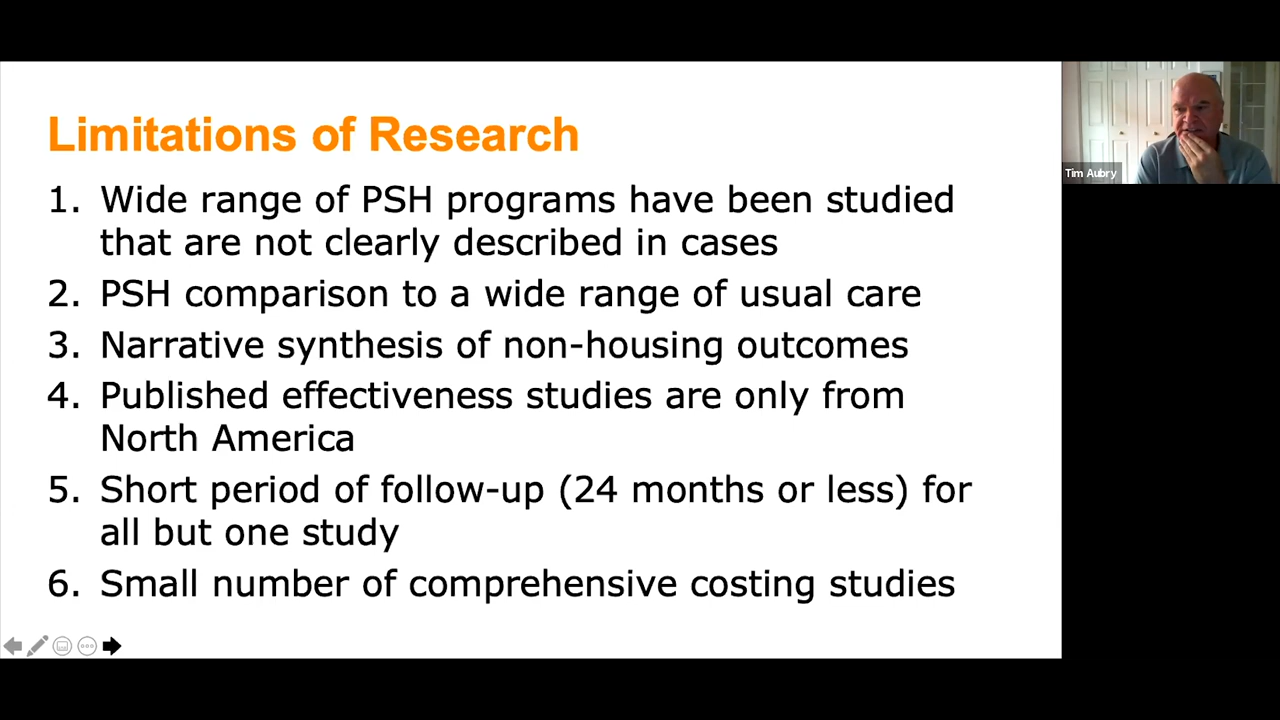 Limitations of Research
1. Wide range of PSH programs have been studied
that are not clearly described in cases
2. PSH comparison to a wide range of usual care
3. Narrative synthesis of non-housing outcomes
4. Published effectiveness studies are only from
North America
5. Short period of follow-up (24 months or less) for
all but one study
6. Small number of comprehensive costing studies
Tim Aubry